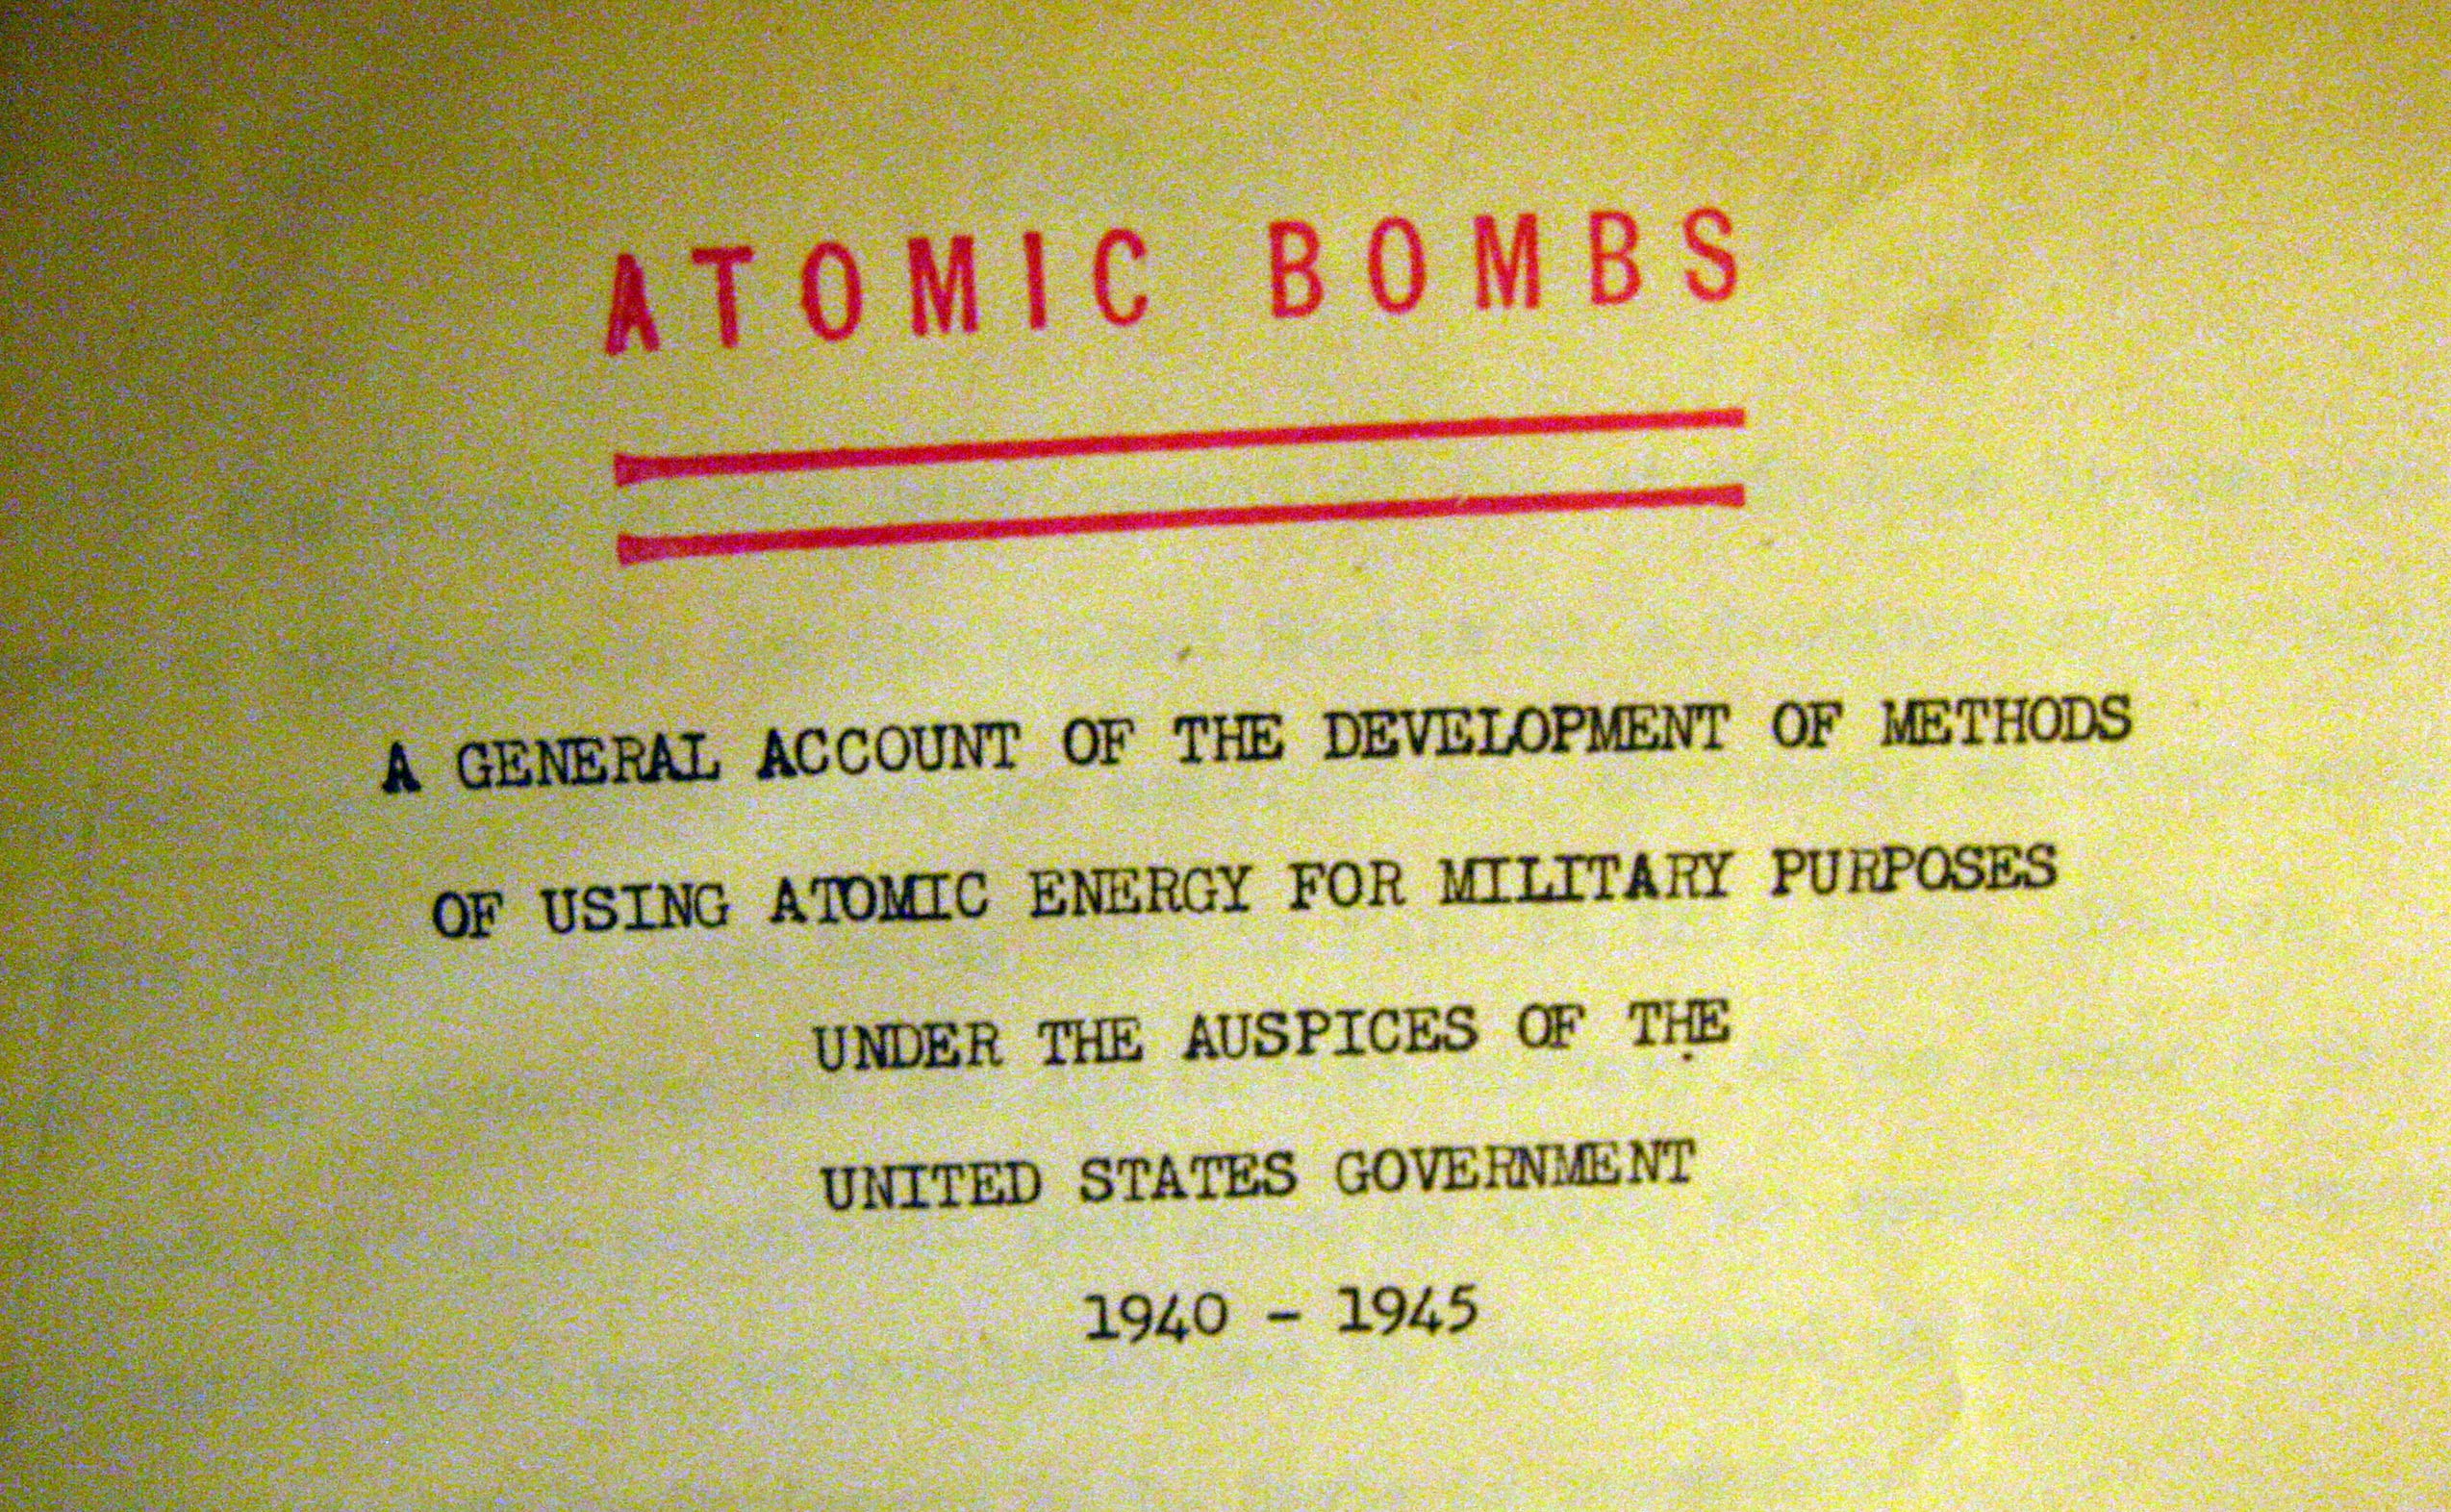 ATOMIC BOMBS
A GENERAL ACCOUNT OF THE DEVELOPMENT OF METHODS
OF USING ATOMIC ENERGY FOR MILITARY PURPOSES
UNDER THE AUSPICES OF THE
UNITED STATES GOVERNMENT
1940 - 1945